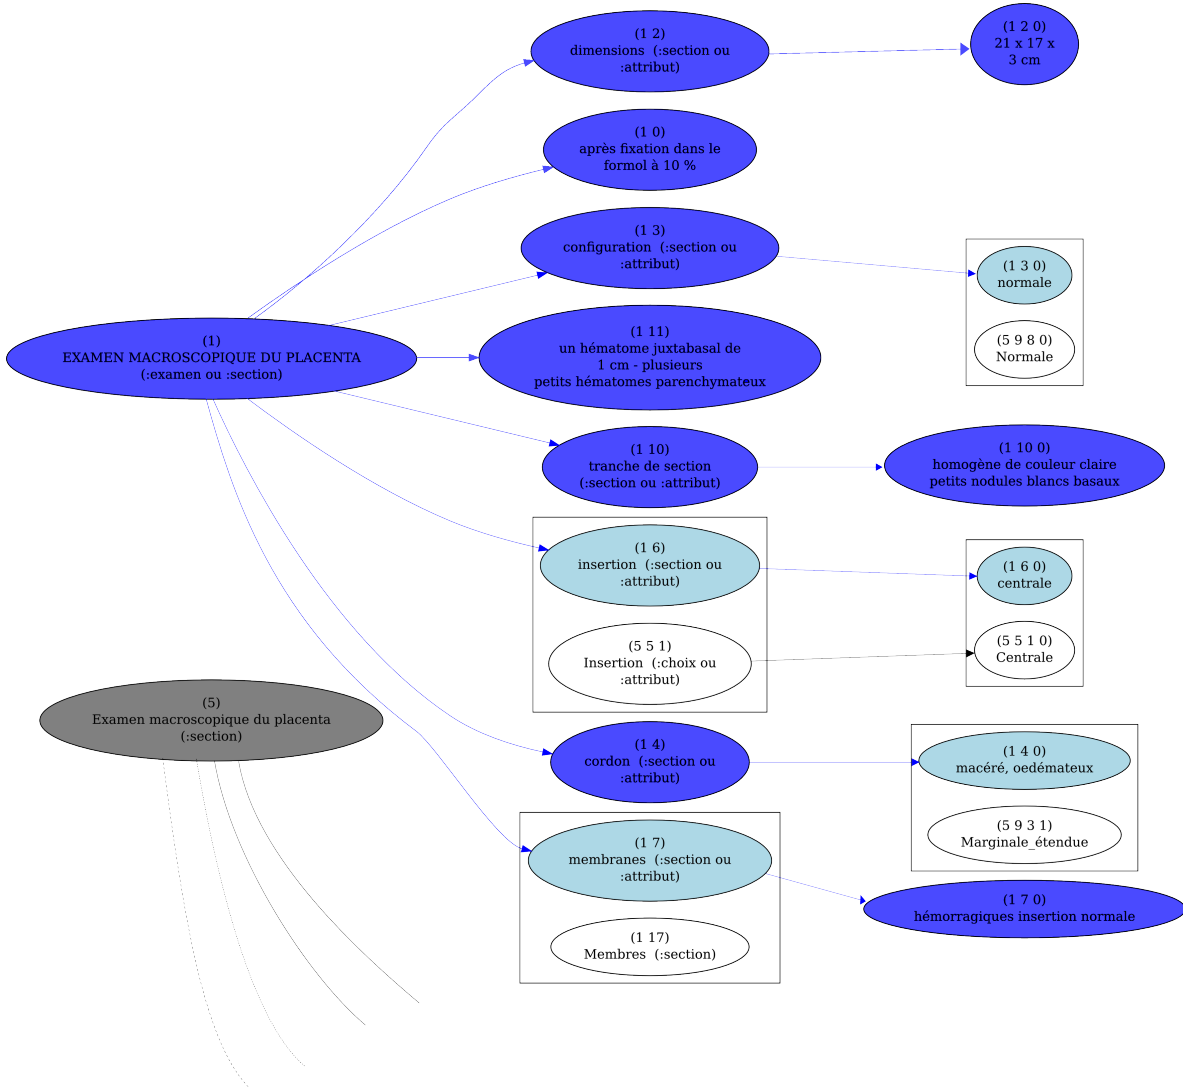 (1 2)
dimensions (:section ou
:attribut)
(1 2 0)
21 x 17 x
3 cm
(1 0)
après fixation dans le
formol à 10 %
(1 3)
configuration (:section ou
:attribut)
(1 3 0)
normale
(5 9 8 0)
Normale
(1)
EXAMEN MACROSCOPIQUE DU PLACENTA
(:examen ou :section)
(1 11)
un hématome juxtabasal de
1 cm - plusieurs
petits hématomes parenchymateux
(1 10)
tranche de section
(:section ou :attribut)
(1 10 0)
homogène de couleur claire
petits nodules blancs basaux
(1 6)
insertion (:section ou
:attribut)
(1 6 0)
centrale
(5 5 1)
Insertion (:choix ou
:attribut)
(5 5 1 0)
Centrale
(5)
Examen macroscopique du placenta
(:section)
(1 4)
cordon (:section ou
:attribut)
(1 4 0)
macéré, oedémateux
(5 9 3 1)
Marginale_étendue
(1 7)
membranes (:section ou
:attribut)
(1 7 0)
hémorragiques insertion normale
(1 17)
Membres (:section)